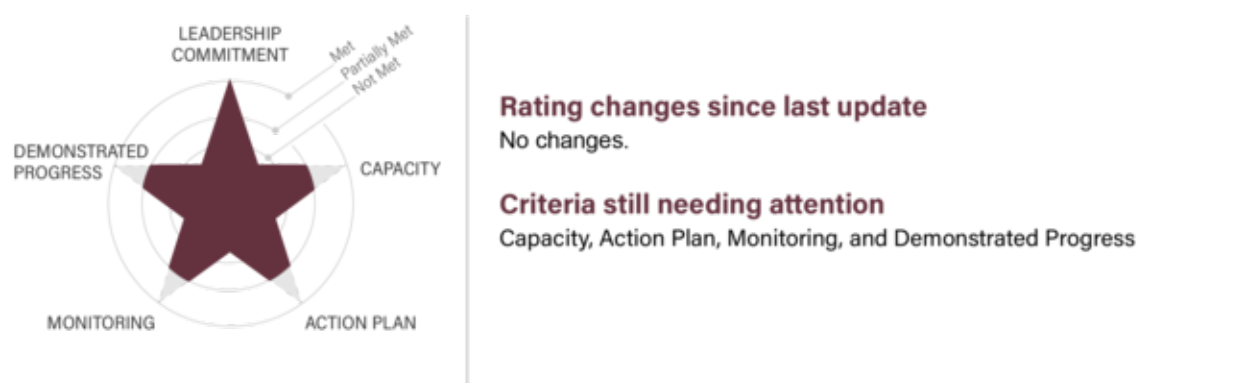 LEADERSHIP
COMMITMENT
Met
Partially Met
Not Met
DEMONSTRATED
PROGRESS
CAPACITY
MONITORING
ACTION PLAN
Rating changes since last update
No changes.
Criteria still needing attention
Capacity, Action Plan, Monitoring, and Demonstrated Progress